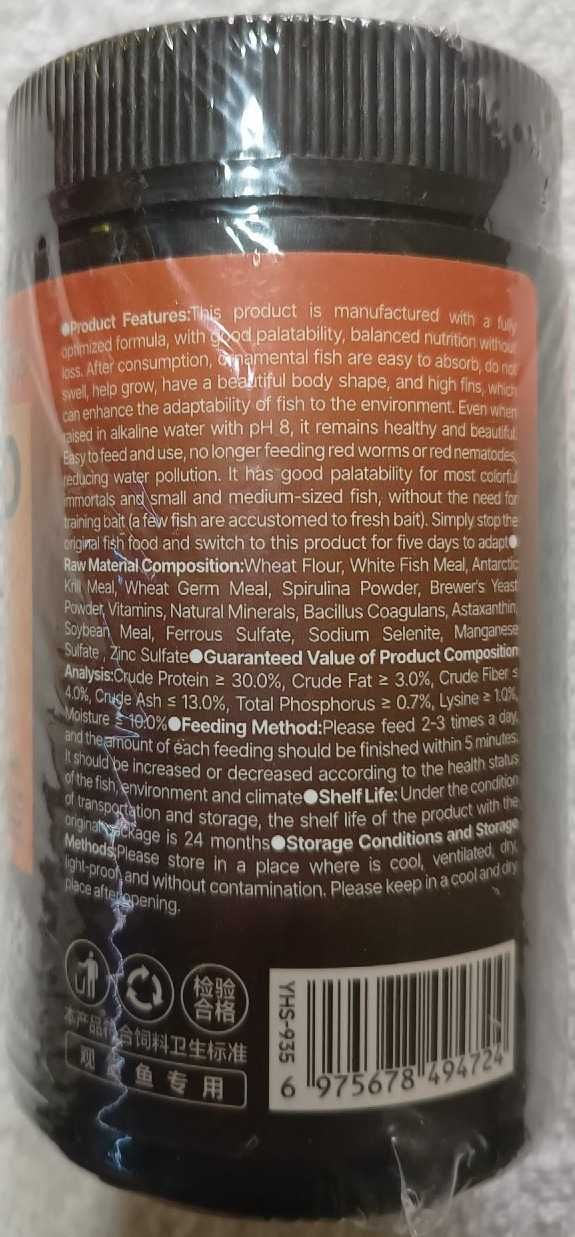 ●Product Features:This product is manufactured with a fully
optimized formula, with good palatability, balanced nutrition without
loss. After consumption, ornamental fish are easy to absorb, do not
swell, help grow, have a beautiful body shape, and high fins, which
can enhance the adaptability of fish to the environment. Even when
raised in alkaline water with pH 8, it remains healthy and beautiful.
Easy to feed and use, no longer feeding red worms or red nematodes,
reducing water pollution. It has good palatability for most colorful
immortals and small and medium-sized fish, without the need for
training bait (a few fish are accustomed to fresh bait). Simply stop the
original fish food and switch to this product for five days to adapt●
Raw Material Composition:Wheat Flour, White Fish Meal, Antarctic
Krill Meal, Wheat Germ Meal, Spirulina Powder, Brewer's Yeast
Powder, Vitamins, Natural Minerals, Bacillus Coagulans, Astaxanthin,
Soybean Meal, Ferrous Sulfate, Sodium Selenite, Manganese
Sulfate , Zinc Sulfate●Guaranteed Value of Product Composition
Analysis:Crude Protein ≥ 30.0%, Crude Fat ≥ 3.0%, Crude Fiber ≤
4.0%, Crude Ash ≤ 13.0%, Total Phosphorus ≥ 0.7%, Lysine ≥ 1.0%,
Moisture ≤ 10.0%●Feeding Method:Please feed 2-3 times a day,
and the amount of each feeding should be finished within 5 minutes.
It should be increased or decreased according to the health status
of the fish, environment and climate●Shelf Life: Under the condition
of transportation and storage, the shelf life of the product with the
original package is 24 months●Storage Conditions and Storage
Methods:Please store in a place where is cool, ventilated, dry,
light-proof, and without contamination. Please keep in a cool and dry
place after opening.
检验
合格
本产品符合饲料卫生标准
观赏鱼专用
YHS-935
6 975678 494724